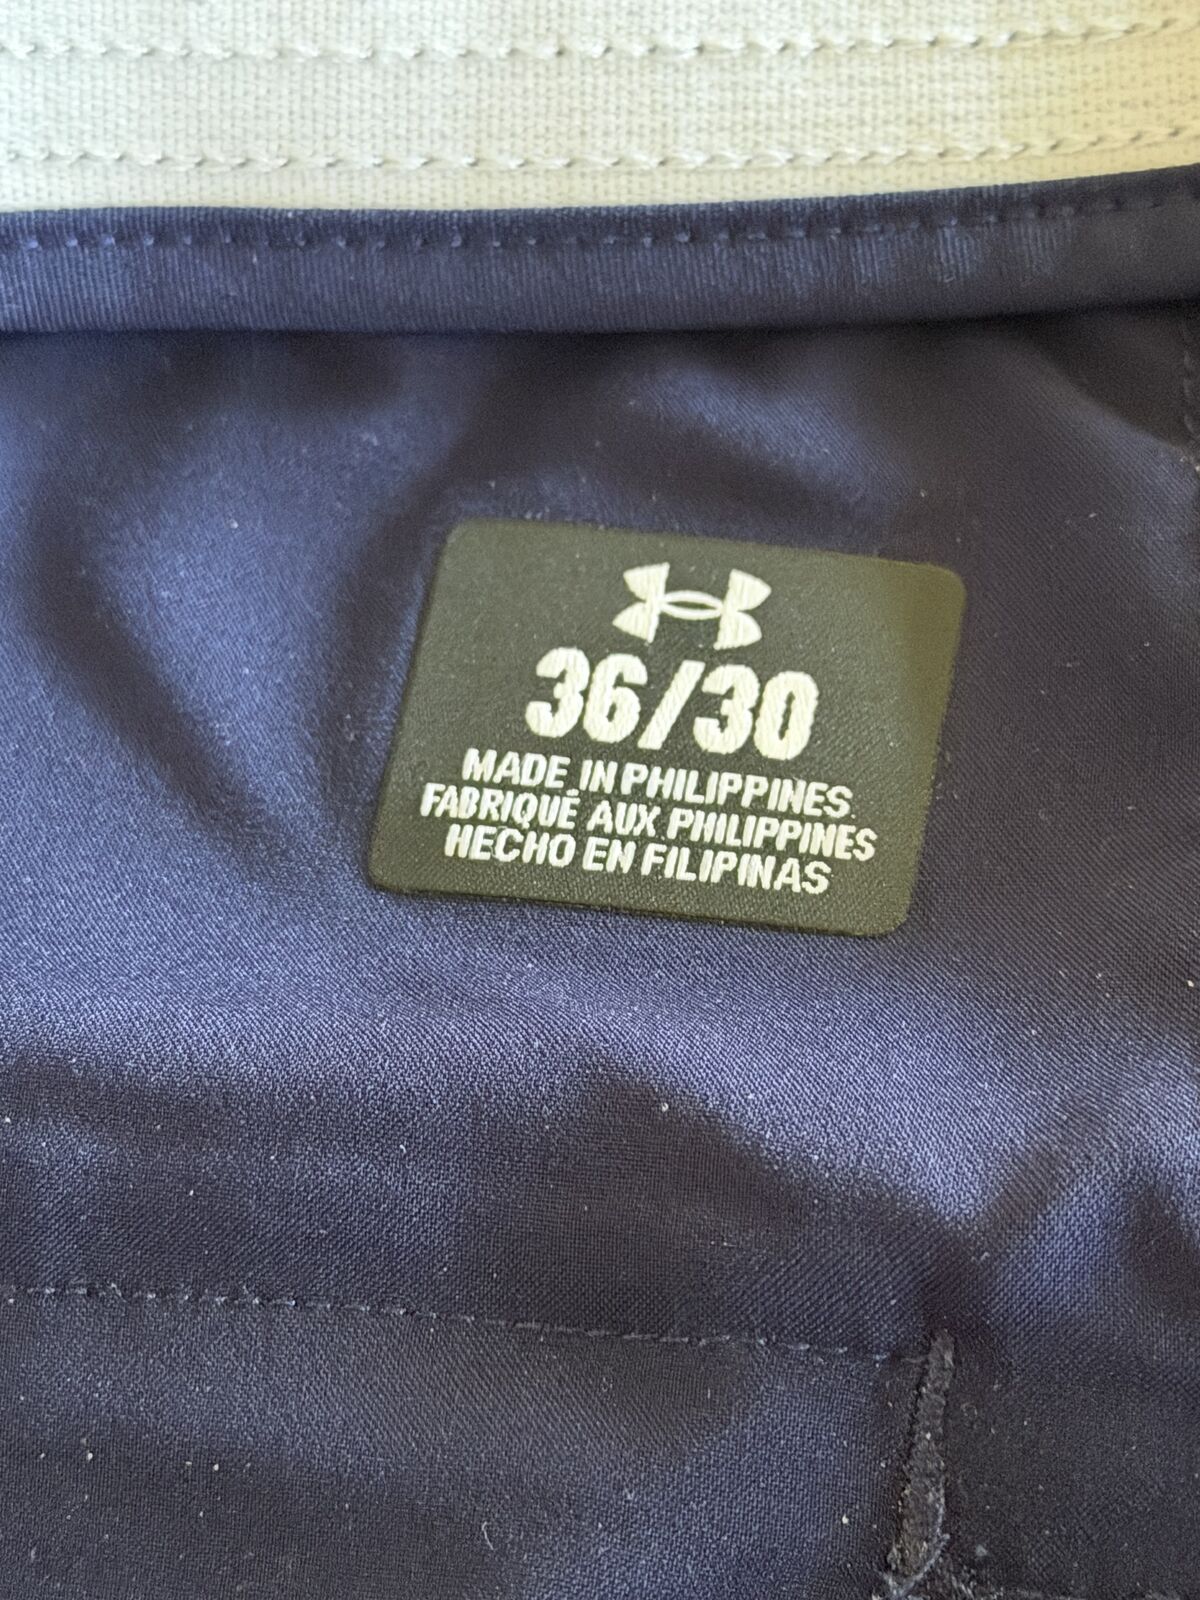 36/30
MADE IN PHILIPPINES
FABRIQUÉ AUX PHILIPPINES
HECHO EN FILIPINAS